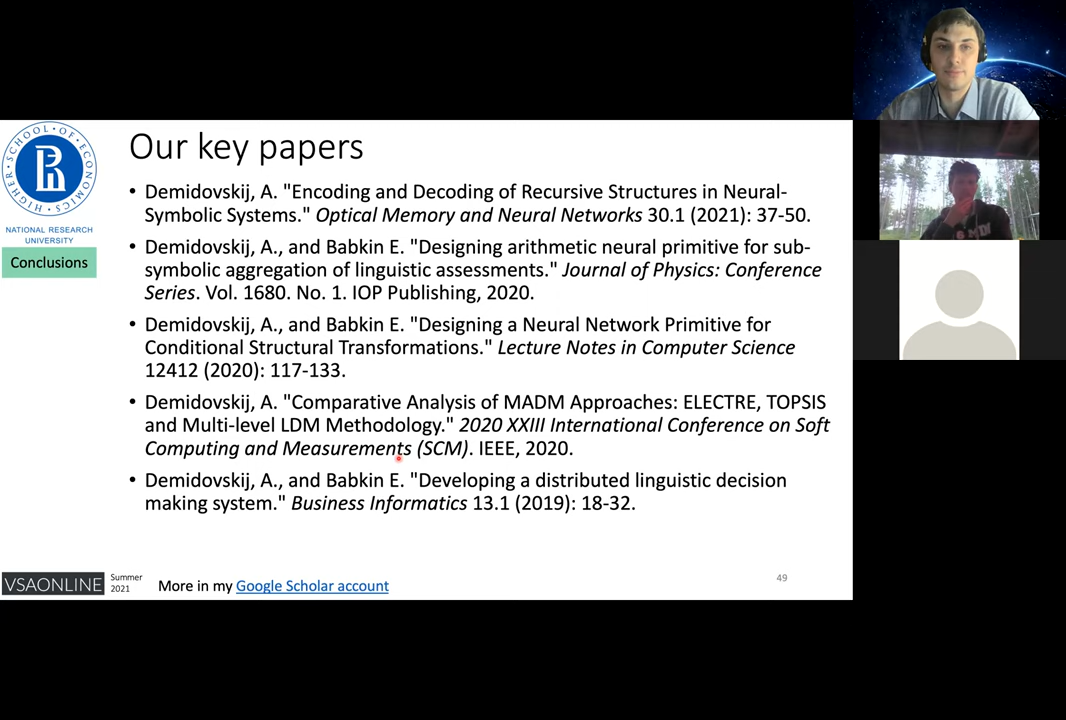 Our key papers
HIGHER · SCHOOL · OF · ECONOMICS
NATIONAL RESEARCH
UNIVERSITY
Conclusions
• Demidovskij, A. "Encoding and Decoding of Recursive Structures in Neural-
Symbolic Systems." Optical Memory and Neural Networks 30.1 (2021): 37-50.
• Demidovskij, A., and Babkin E. "Designing arithmetic neural primitive for sub-
symbolic aggregation of linguistic assessments." Journal of Physics: Conference
Series. Vol. 1680. No. 1. IOP Publishing, 2020.
• Demidovskij, A., and Babkin E. "Designing a Neural Network Primitive for
Conditional Structural Transformations." Lecture Notes in Computer Science
12412 (2020): 117-133.
• Demidovskij, A. "Comparative Analysis of MADM Approaches: ELECTRE, TOPSIS
and Multi-level LDM Methodology." 2020 XXIII International Conference on Soft
Computing and Measurements (SCM). IEEE, 2020.
• Demidovskij, A., and Babkin E. "Developing a distributed linguistic decision
making system." Business Informatics 13.1 (2019): 18-32.
VSAONLINE
Summer
2021
More in my Google Scholar account
49